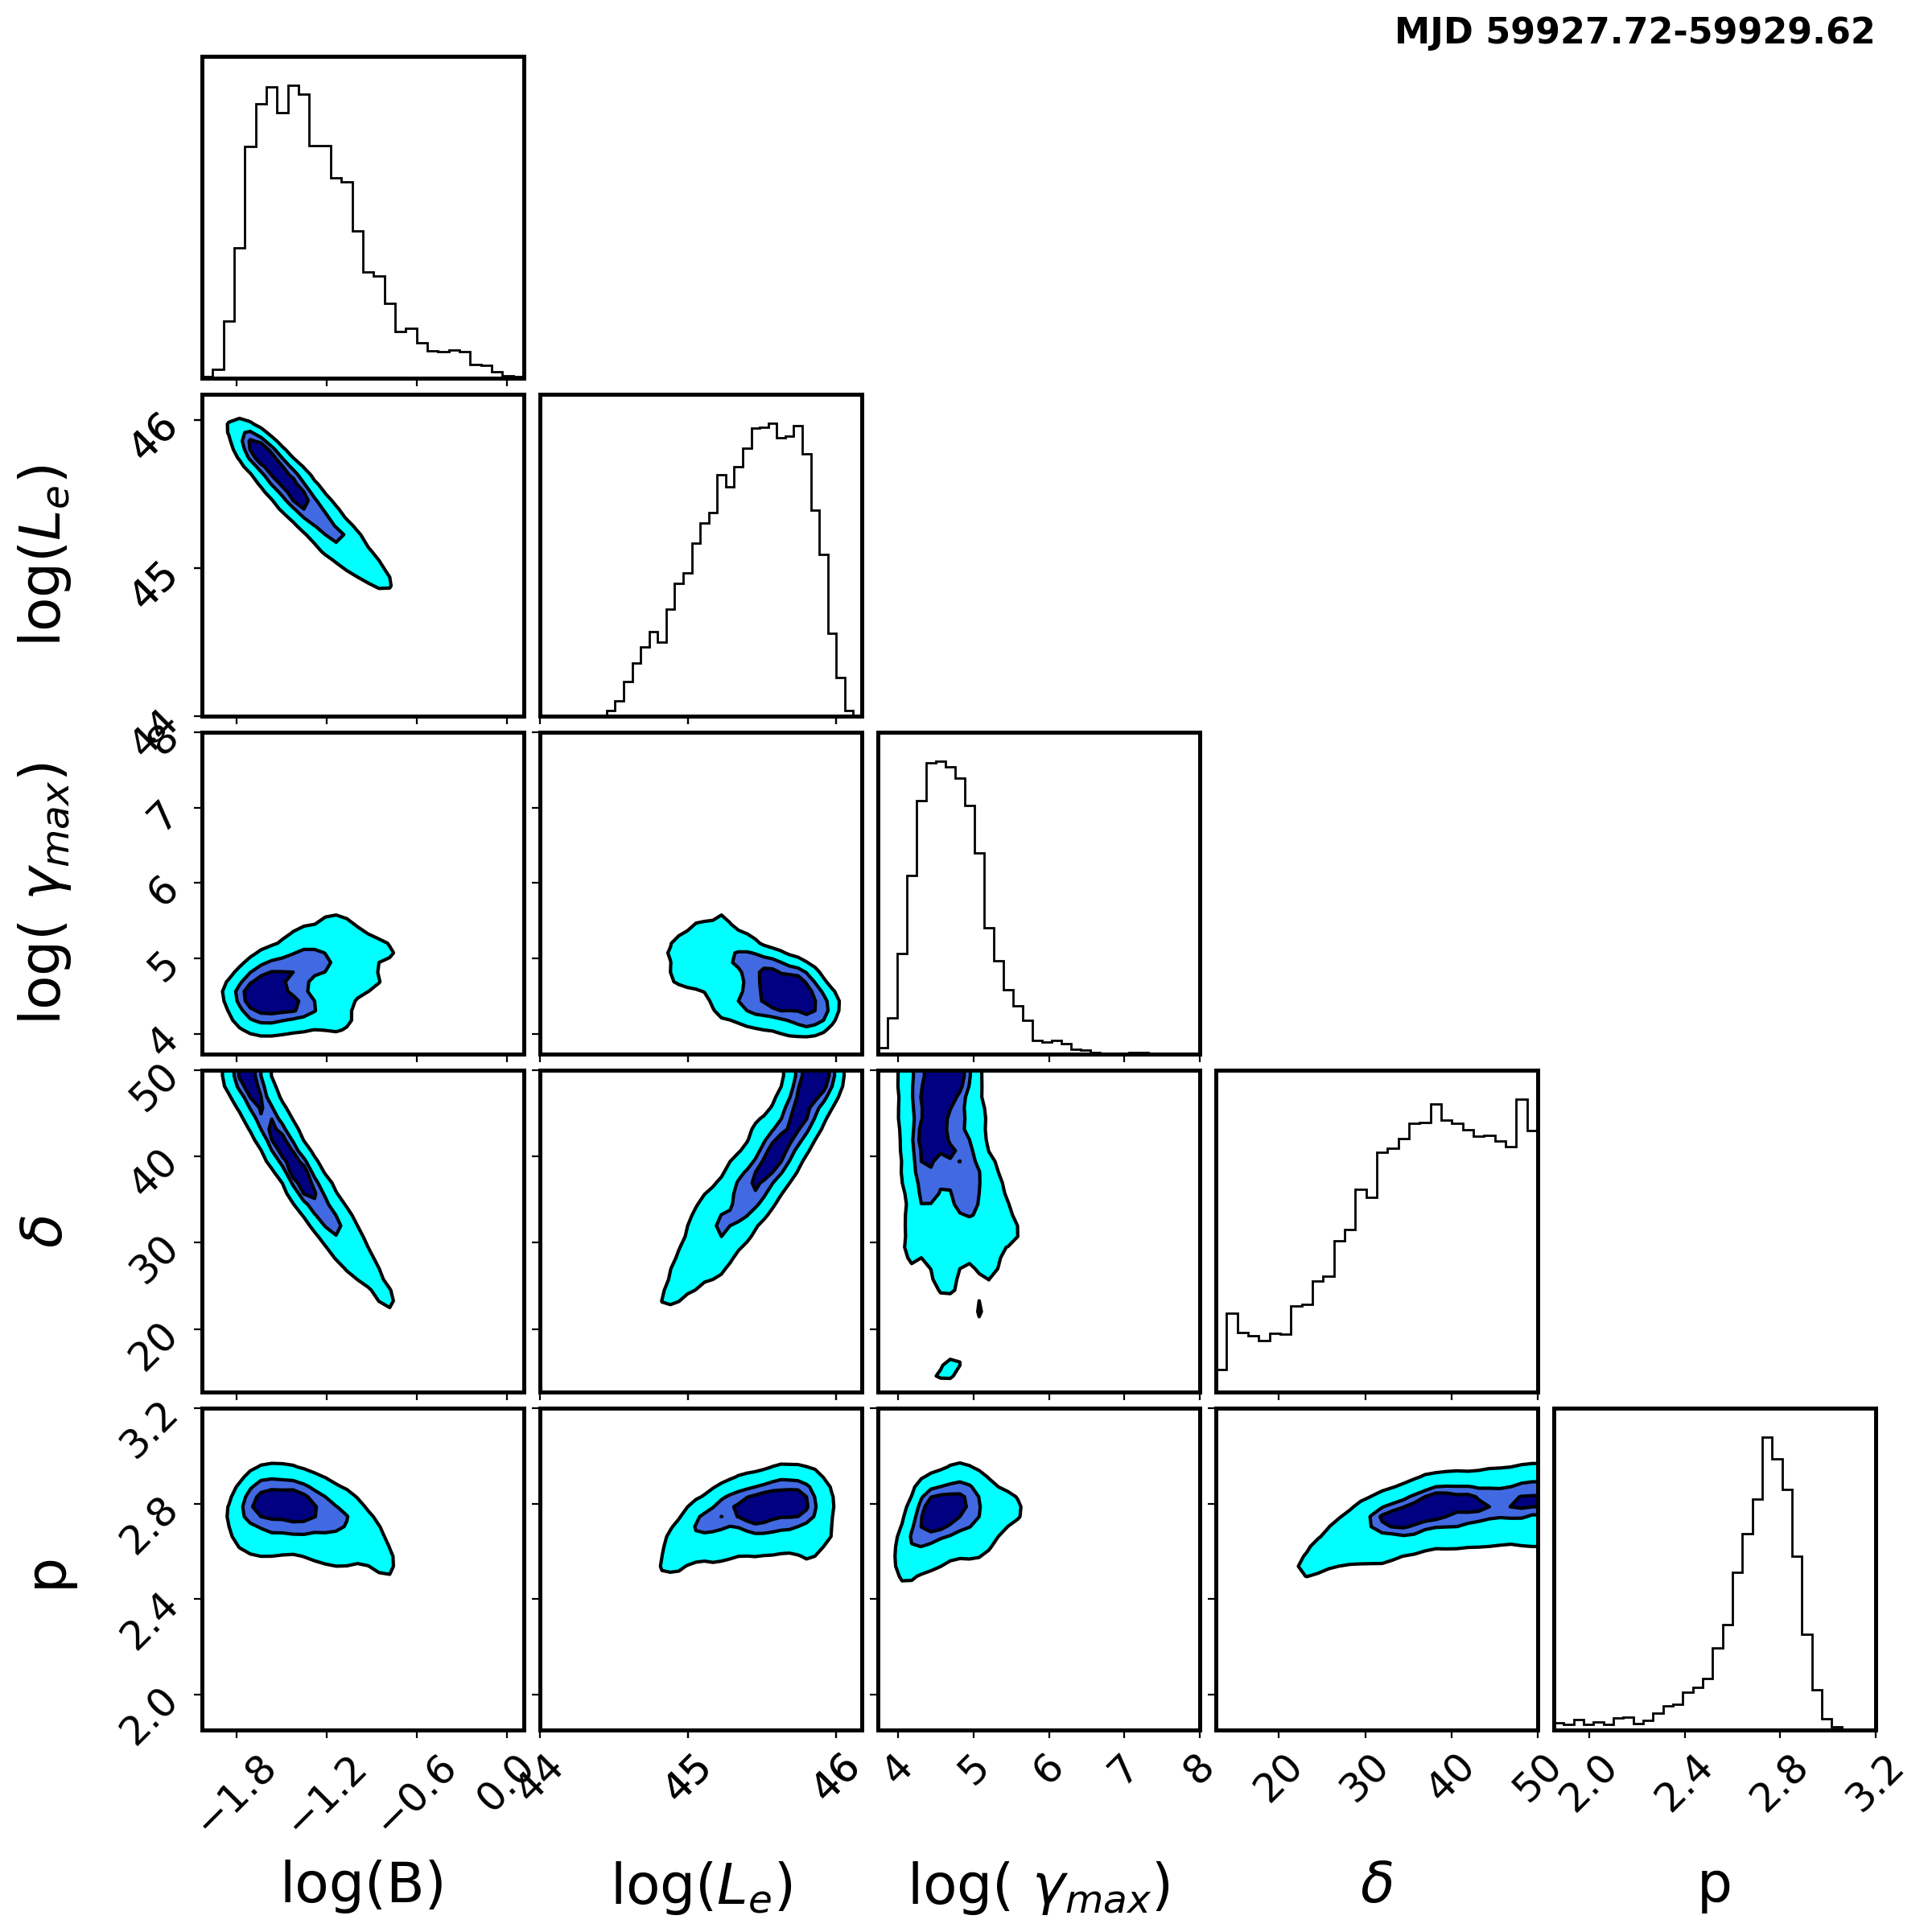 MJD 59927.72-59929.62
log(L_e)
46
45
44
log( γ_max)
8
7
6
5
4
δ
50
40
30
20
p
3.2
2.8
2.4
2.0
−1.8 −1.2 −0.6 0.0 44 45 46 4 5 6 7 8 20 30 40 50 2.0 2.4 2.8 3.2
log(B) log(L_e) log( γ_max) δ p